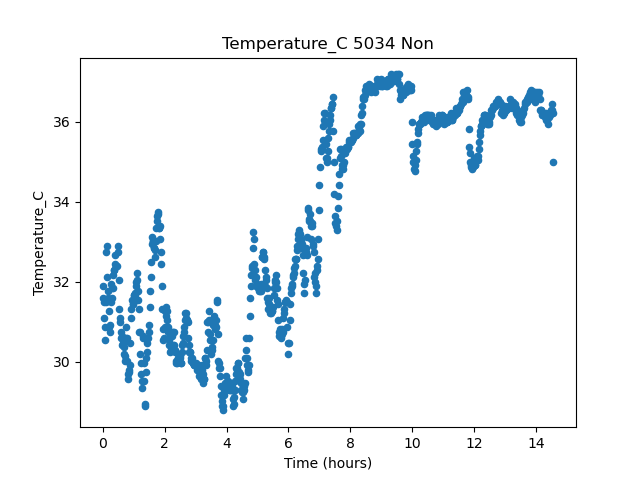 Temperature_C 5034 Non
Temperature_C
36
34
32
30
0 2 4 6 8 10 12 14
Time (hours)